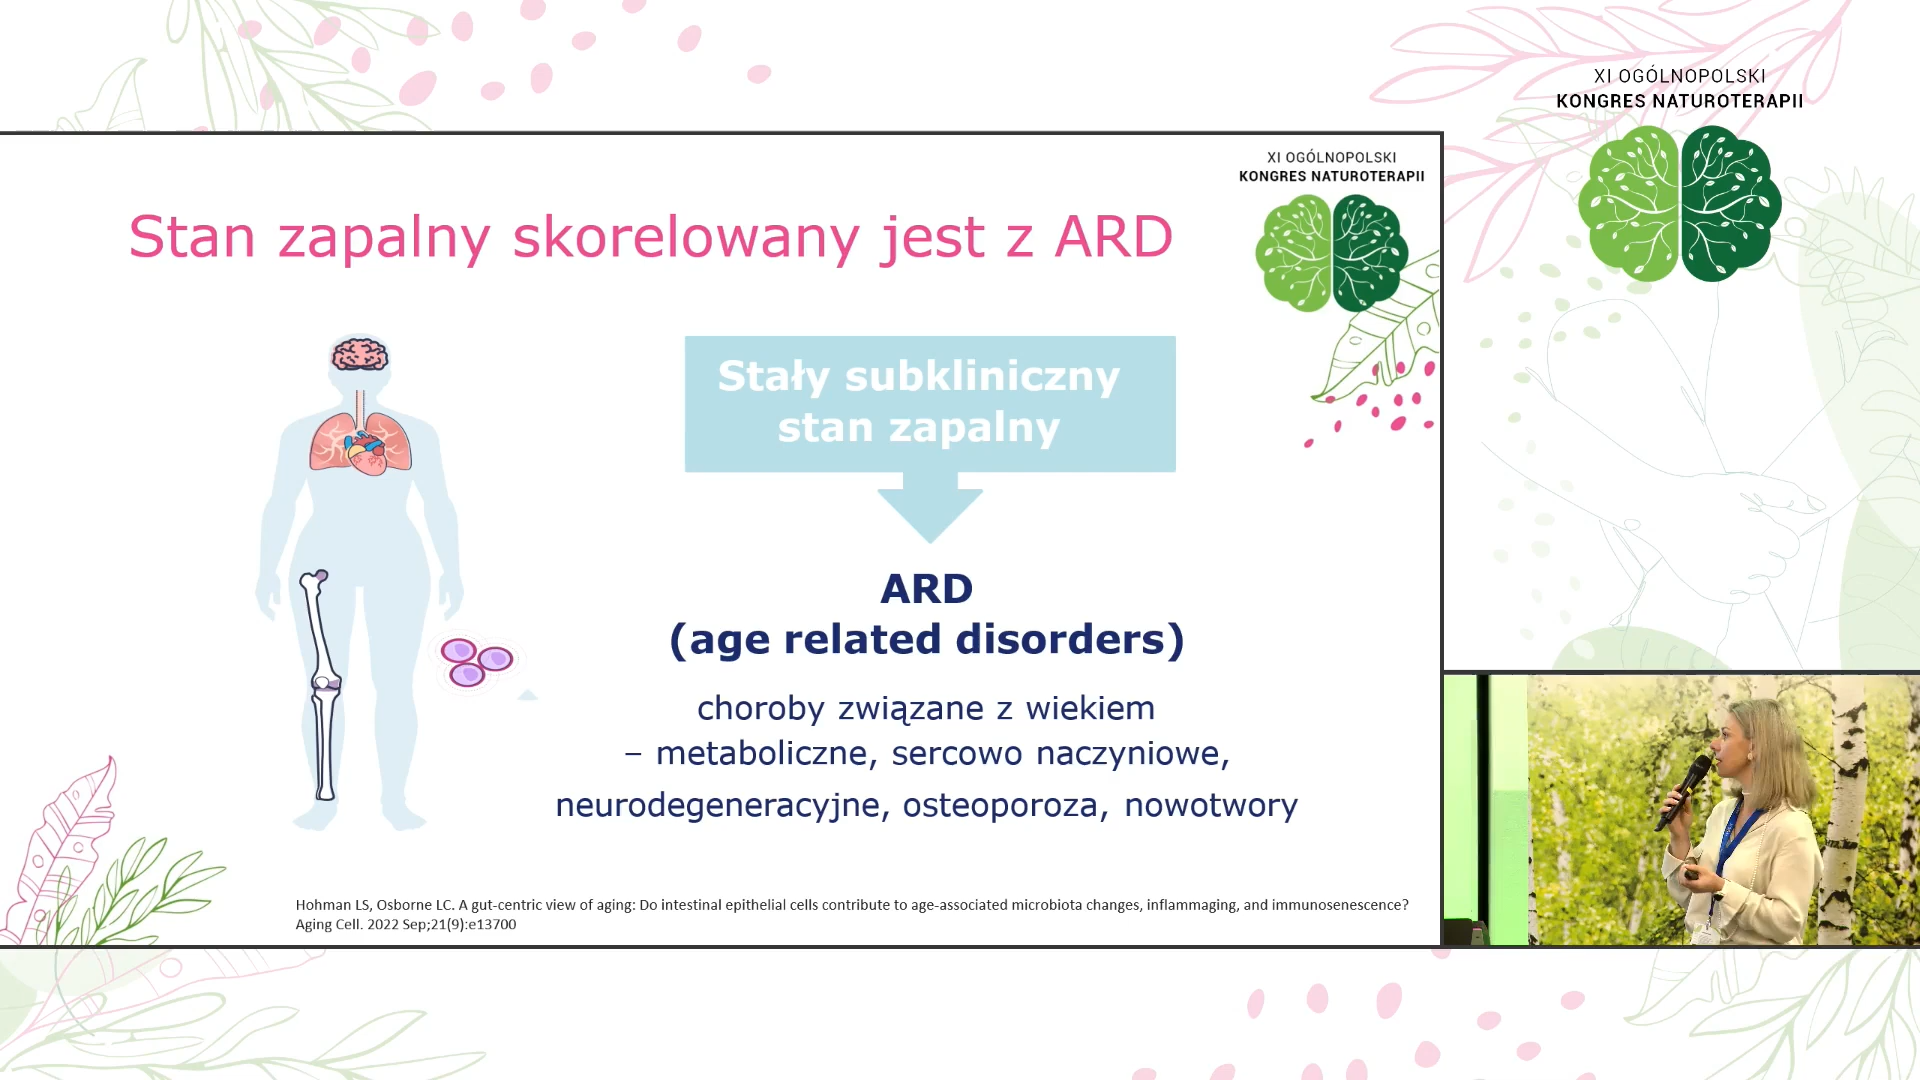 XI OGÓLNOPOLSKI
KONGRES NATUROTERAPII
XI OGÓLNOPOLSKI
KONGRES NATUROTERAPII
Stan zapalny skorelowany jest z ARD
Stały subkliniczny
stan zapalny
ARD
(age related disorders)
choroby związane z wiekiem
– metaboliczne, sercowo naczyniowe,
neurodegeneracyjne, osteoporoza, nowotwory
Hohman LS, Osborne LC. A gut-centric view of aging: Do intestinal epithelial cells contribute to age-associated microbiota changes, inflammaging, and immunosenescence?
Aging Cell. 2022 Sep;21(9):e13700